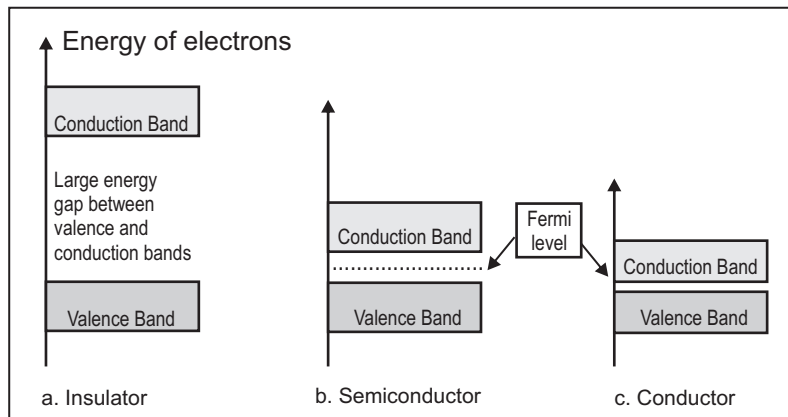 Energy of electrons
Conduction Band
Large energy
gap between
valence and
conduction bands
Valence Band
a. Insulator
Conduction Band
Valence Band
b. Semiconductor
Fermi
level
Conduction Band
Valence Band
c. Conductor